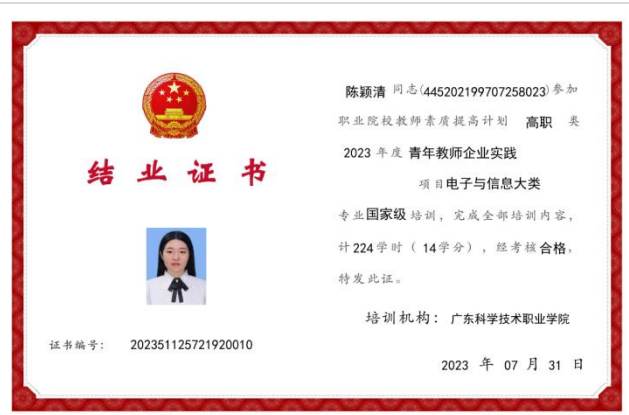 结业证书
证书编号： 202351125721920010
陈颖清 同志(445202199707258023)参加
职业院校教师素质提高计划 高职 类
2023 年度 青年教师企业实践
项目电子与信息大类
专业国家级培训，完成全部培训内容，
计224学时（ 14学分），经考核合格，
特发此证。
培训机构： 广东科学技术职业学院
2023 年 07 月 31 日